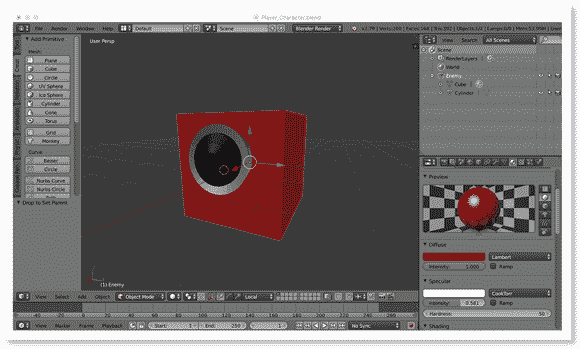 Player_Character.blend
File Render Window Help Default Scene Blender Render
Add Primitive
Mesh:
Plane
Cube
Circle
UV Sphere
Ico Sphere
Cylinder
Cone
Torus
Grid
Monkey
Curve:
Bezier
Circle
Nurbs Curve
Nurbs Circle
Drop to Set Parent
User Persp
(1) Enemy
View Select Add Object Object Mode Local
View Marker Frame Playback Start: 1 End: 250 1 No Sync
View Search All Scenes
Scene
RenderLayers
World
Enemy
Cube
Cylinder
Preview
Diffuse
Lambert
Intensity: 1.000 Ramp
Specular
CookTorr
Intensity: Ramp
Hardness: 50
Shading